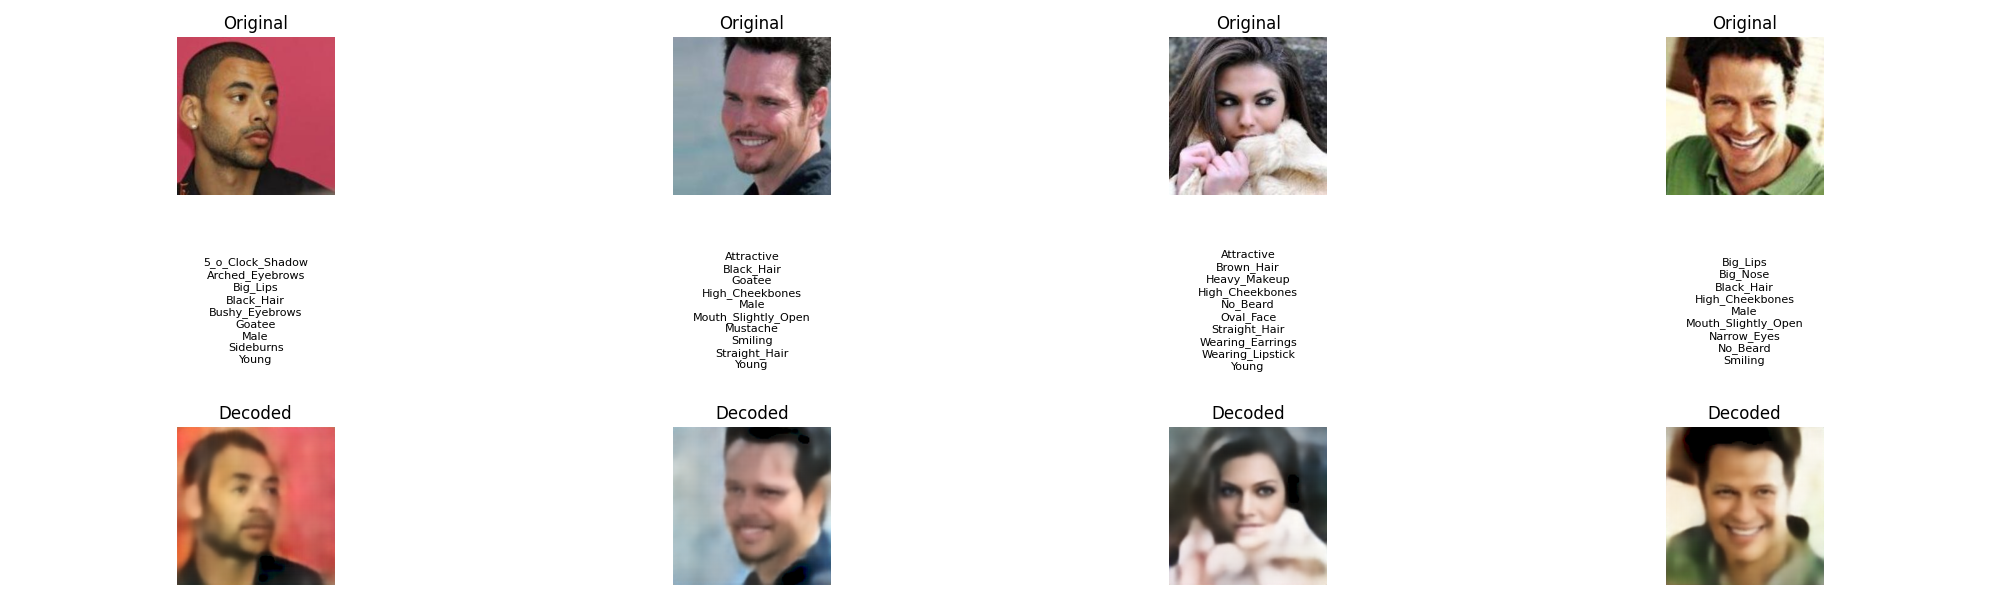 Original
Original
Original
Original
5_o_Clock_Shadow
Arched_Eyebrows
Big_Lips
Black_Hair
Bushy_Eyebrows
Goatee
Male
Sideburns
Young
Attractive
Black_Hair
Goatee
High_Cheekbones
Male
Mouth_Slightly_Open
Mustache
Smiling
Straight_Hair
Young
Attractive
Brown_Hair
Heavy_Makeup
High_Cheekbones
No_Beard
Oval_Face
Straight_Hair
Wearing_Earrings
Wearing_Lipstick
Young
Big_Lips
Big_Nose
Black_Hair
High_Cheekbones
Male
Mouth_Slightly_Open
Narrow_Eyes
No_Beard
Smiling
Decoded
Decoded
Decoded
Decoded